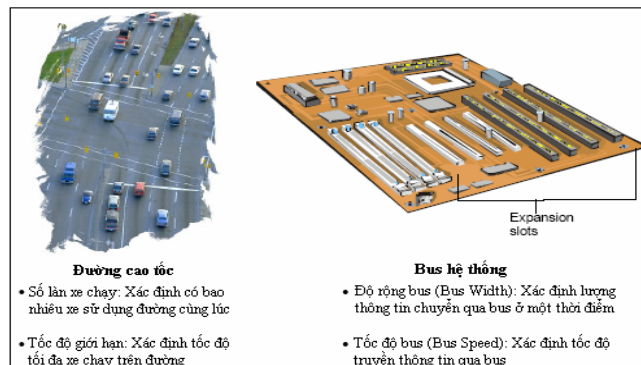 Expansion
slots
Đường cao tốc
• Số làn xe chạy: Xác định có bao
nhiêu xe sử dụng đường cùng lúc
• Tốc độ giới hạn: Xác định tốc độ
tối đa xe chạy trên đường
Bus hệ thống
• Độ rộng bus (Bus Width): Xác định lượng
thông tin chuyển qua bus ở một thời điểm
• Tốc độ bus (Bus Speed): Xác định tốc độ
truyền thông tin qua bus